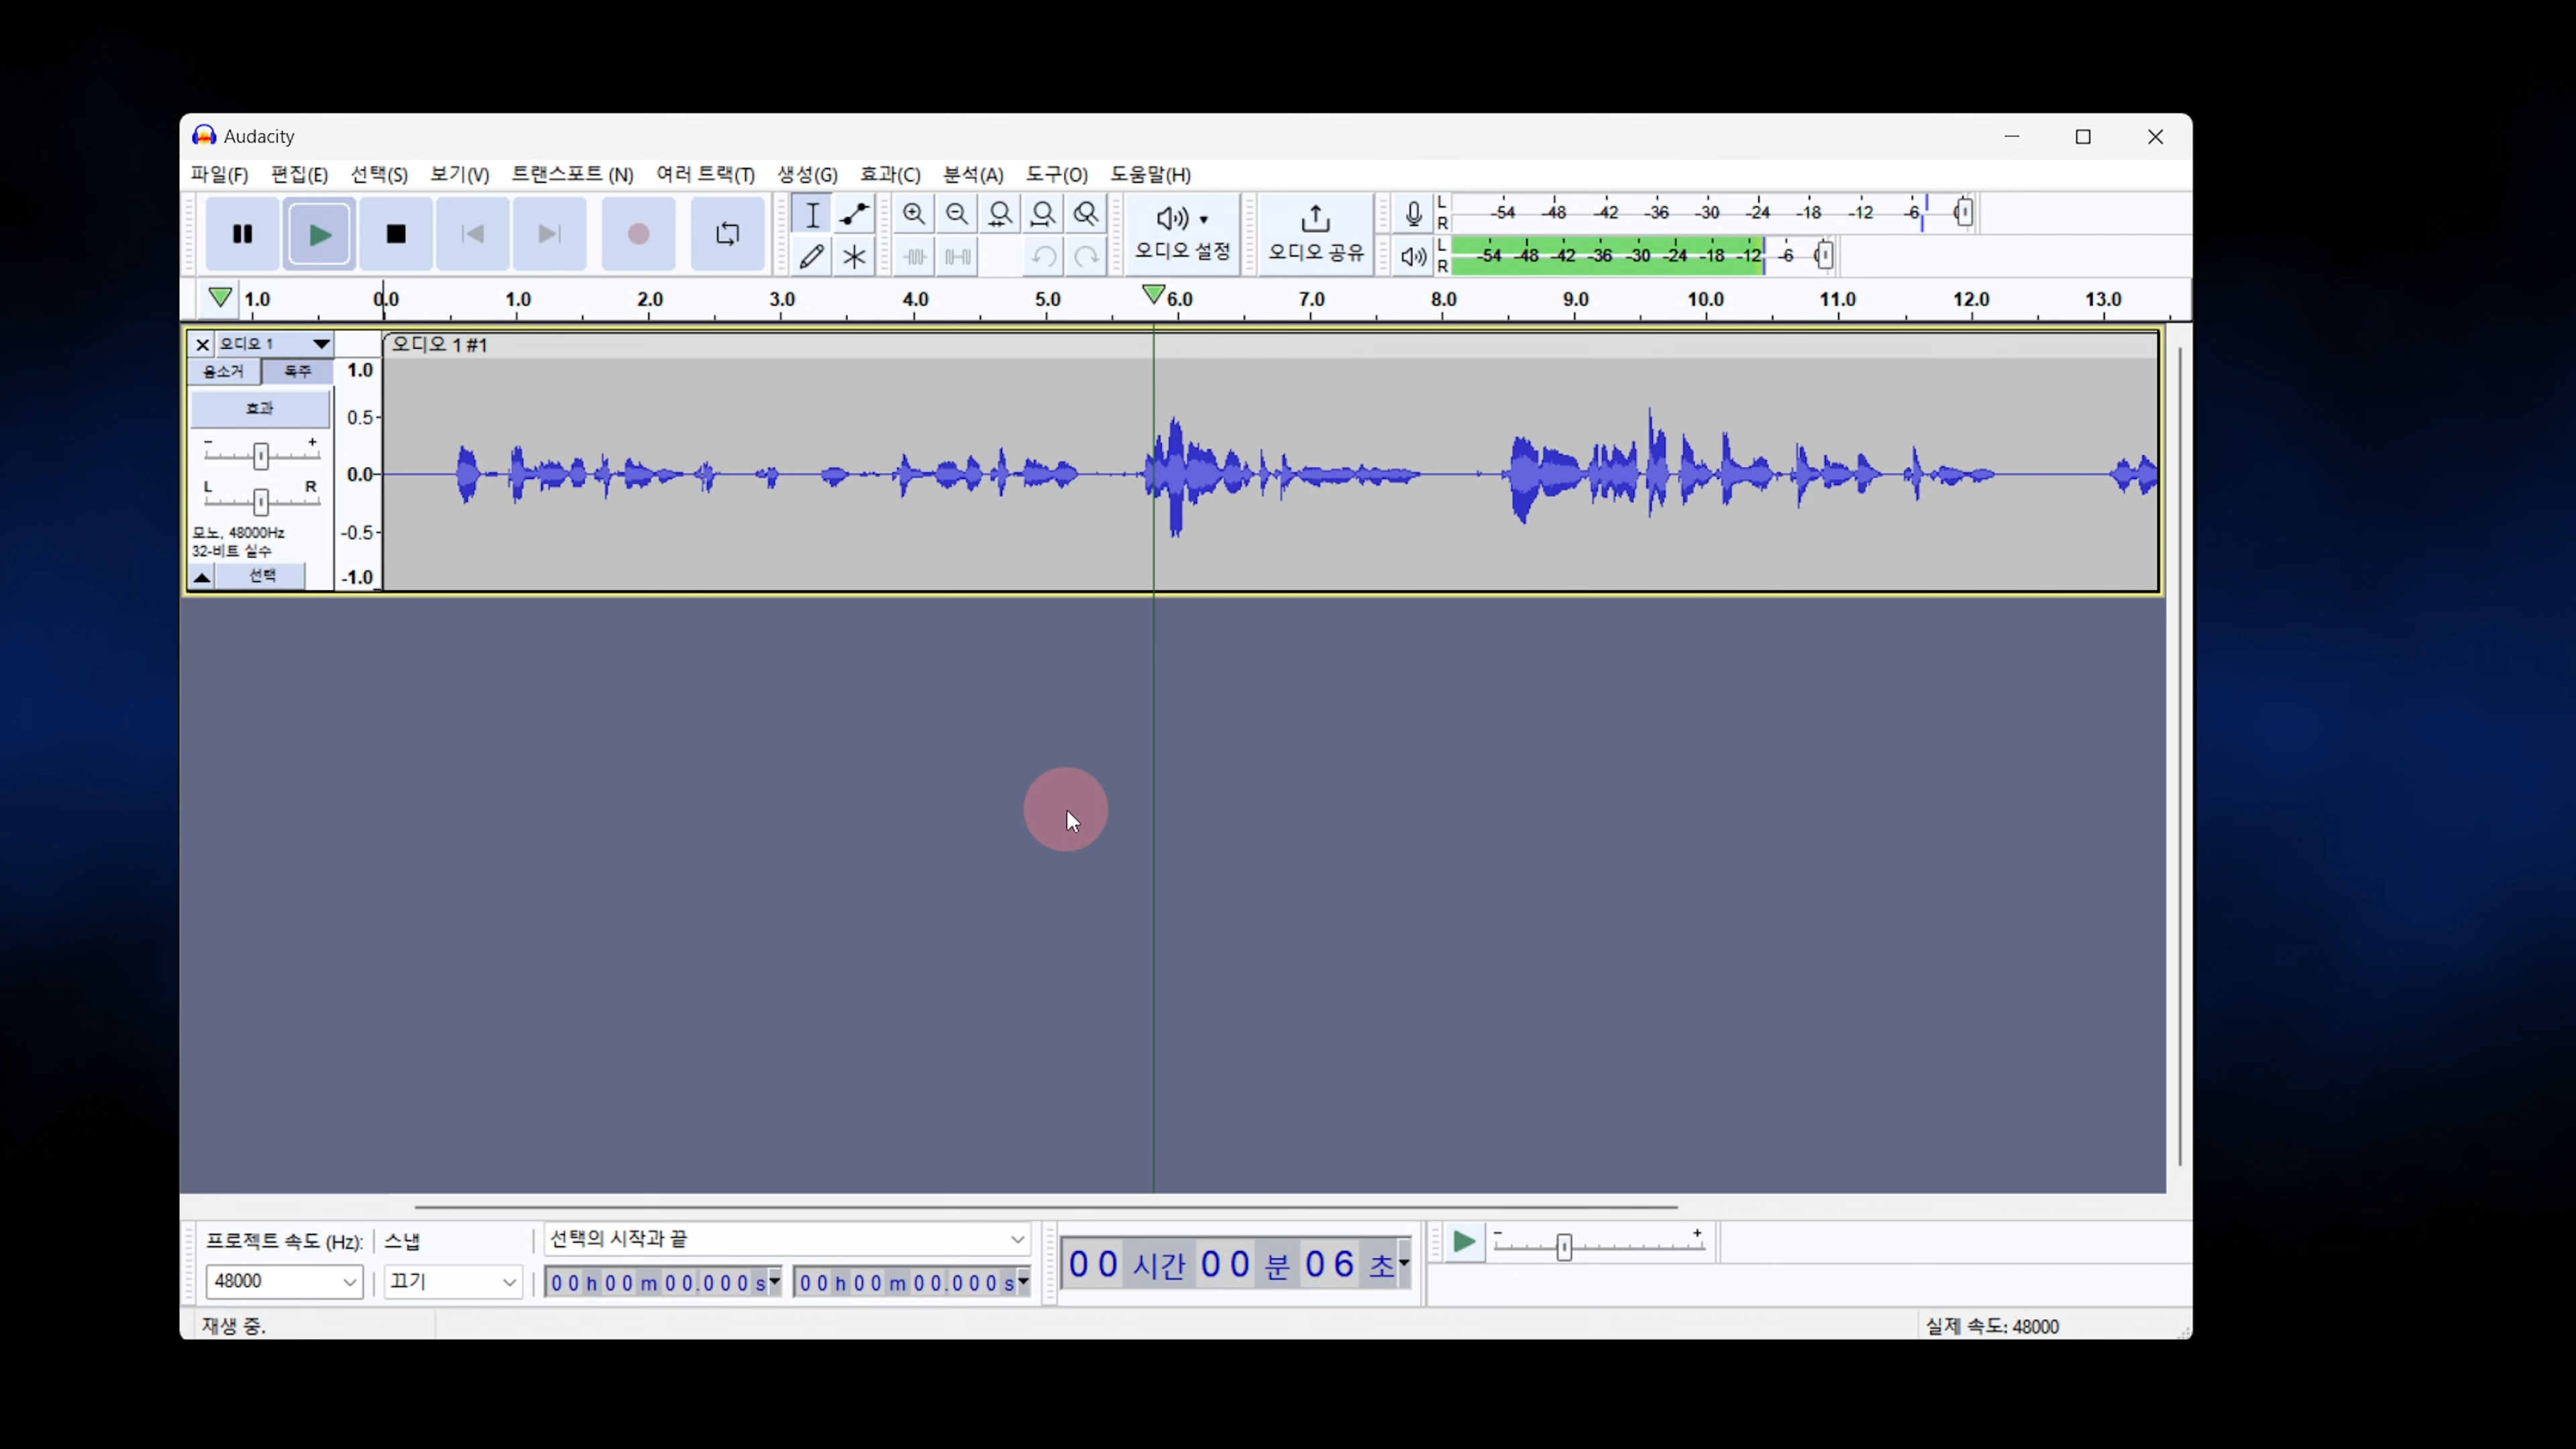 Audacity
파일(F) 편집(E) 선택(S) 보기(V) 트랜스포트 (N) 여러 트랙(T) 생성(G) 효과(C) 분석(A) 도구(O) 도움말(H)
오디오 설정
오디오 공유
L
R
-54 -48 -42 -36 -30 -24 -18 -12 -6 0
L
R
-54 -48 -42 -36 -30 -24 -18 -12 -6 0
1.0 0.0 1.0 2.0 3.0 4.0 5.0 6.0 7.0 8.0 9.0 10.0 11.0 12.0 13.0
오디오 1
오디오 1 #1
음소거 독주
1.0
효과
0.5
- +
0.0
L R
모노, 48000Hz
-0.5
32-비트 실수
선택
-1.0
프로젝트 속도 (Hz): 스냅
선택의 시작과 끝
48000 끄기
00h00m00.000s 00h00m00.000s
00 시간 00 분 06 초
- +
재생 중.
실제 속도: 48000